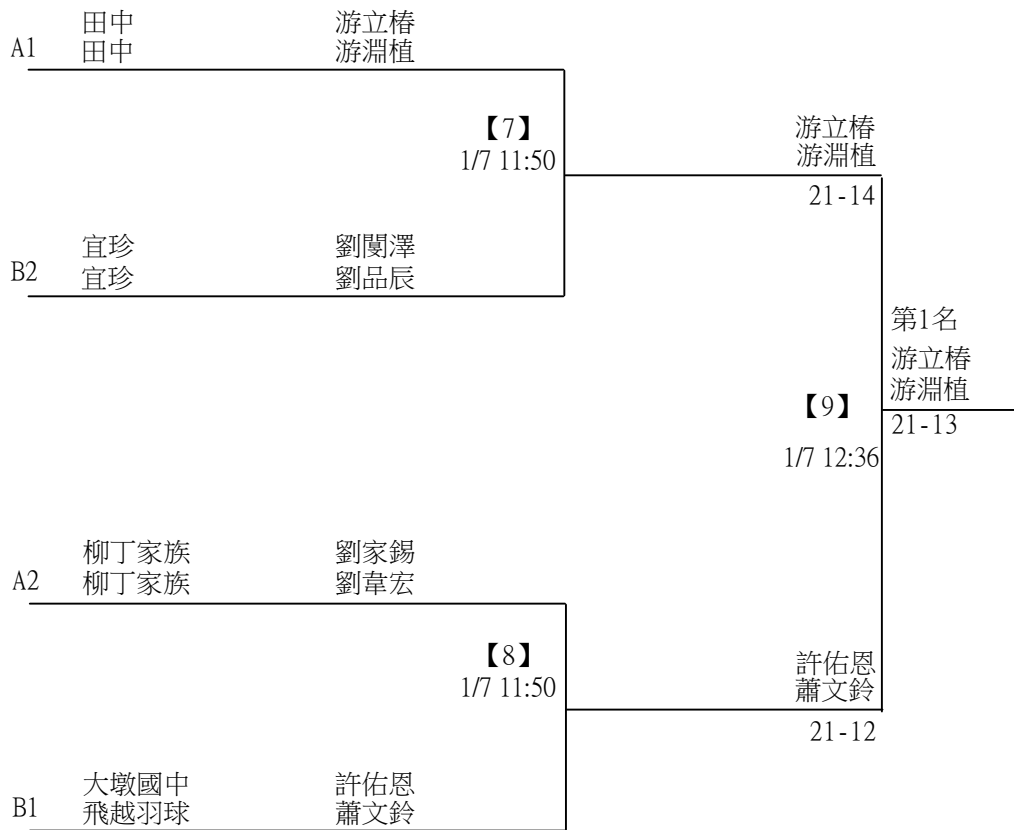 田中 游立椿
A1 田中 游淵植
【7】
1/7 11:50
游立椿
游淵植
21-14
宜珍 劉闅澤
B2 宜珍 劉品辰
第1名
游立椿
游淵植
【9】
21-13
1/7 12:36
柳丁家族 劉家錫
A2 柳丁家族 劉韋宏
【8】
1/7 11:50
許佑恩
蕭文鈴
21-12
大墩國中 許佑恩
B1 飛越羽球 蕭文鈴